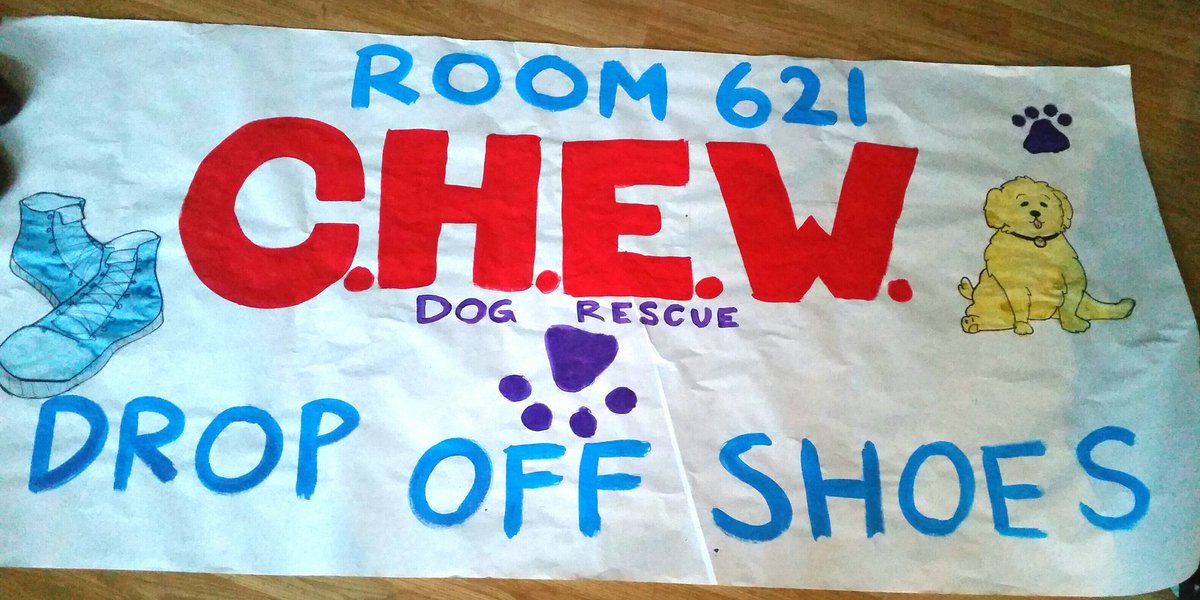 ROOM 621
C.H.E.W.
DOG RESCUE
DROP OFF SHOES